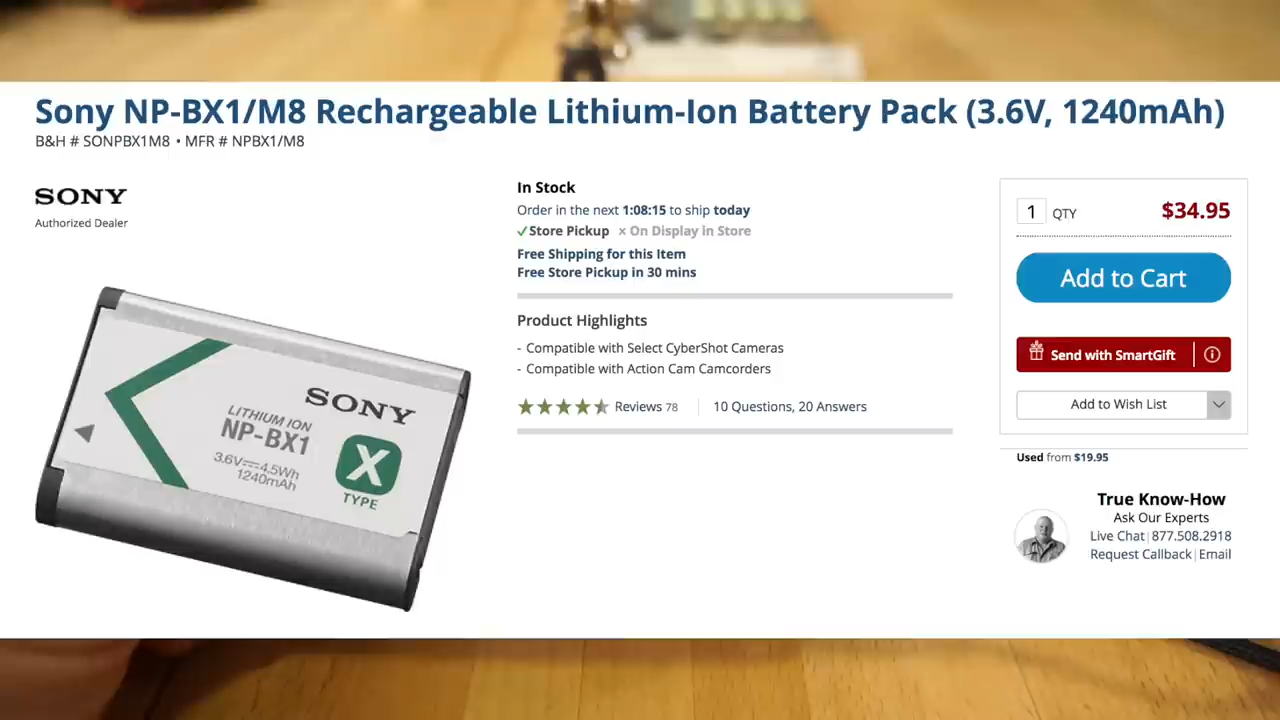 Sony NP-BX1/M8 Rechargeable Lithium-Ion Battery Pack (3.6V, 1240mAh)
B&H # SONPBX1M8 • MFR # NPBX1/M8
SONY
Authorized Dealer
In Stock
Order in the next 1:08:15 to ship today
✓Store Pickup × On Display in Store
Free Shipping for this Item
Free Store Pickup in 30 mins
Product Highlights
- Compatible with Select CyberShot Cameras
- Compatible with Action Cam Camcorders
Reviews 78 10 Questions, 20 Answers
SONY
LITHIUM ION
NP-BX1
3.6V⎓4.5Wh
1240mAh
X
TYPE
1 QTY $34.95
Add to Cart
Send with SmartGift
Add to Wish List
Used from $19.95
True Know-How
Ask Our Experts
Live Chat | 877.508.2918
Request Callback | Email